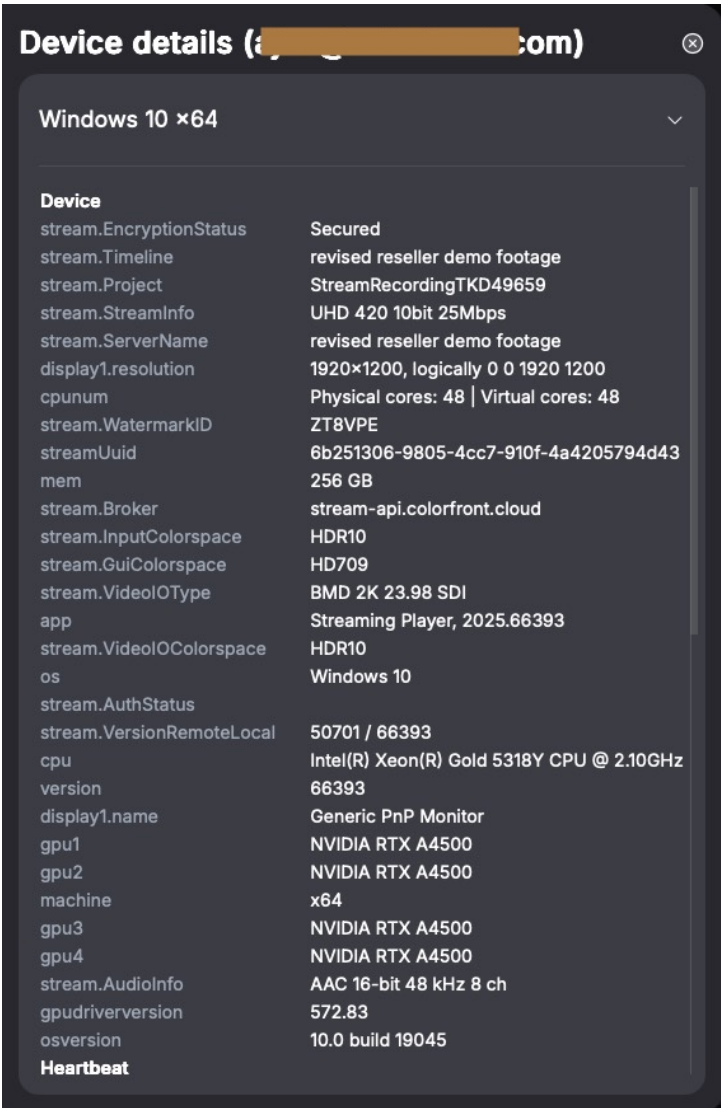 Device details (a com)
Windows 10 ×64
Device
stream.EncryptionStatus Secured
stream.Timeline revised reseller demo footage
stream.Project StreamRecordingTKD49659
stream.StreamInfo UHD 420 10bit 25Mbps
stream.ServerName revised reseller demo footage
display1.resolution 1920×1200, logically 0 0 1920 1200
cpunum Physical cores: 48 | Virtual cores: 48
stream.WatermarkID ZT8VPE
streamUuid 6b251306-9805-4cc7-910f-4a4205794d43
mem 256 GB
stream.Broker stream-api.colorfront.cloud
stream.InputColorspace HDR10
stream.GuiColorspace HD709
stream.VideoIOType BMD 2K 23.98 SDI
app Streaming Player, 2025.66393
stream.VideoIOColorspace HDR10
os Windows 10
stream.AuthStatus
stream.VersionRemoteLocal 50701 / 66393
cpu Intel(R) Xeon(R) Gold 5318Y CPU @ 2.10GHz
version 66393
display1.name Generic PnP Monitor
gpu1 NVIDIA RTX A4500
gpu2 NVIDIA RTX A4500
machine x64
gpu3 NVIDIA RTX A4500
gpu4 NVIDIA RTX A4500
stream.AudioInfo AAC 16-bit 48 kHz 8 ch
gpudriverversion 572.83
osversion 10.0 build 19045
Heartbeat